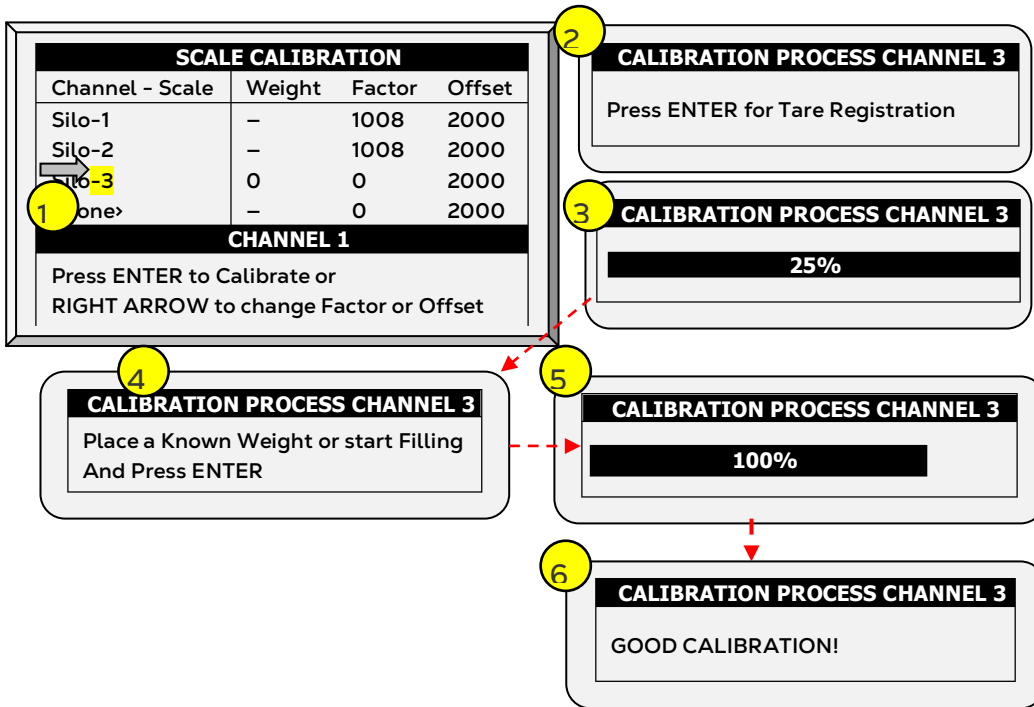 SCALE CALIBRATION
Channel - Scale Weight Factor Offset
Silo-1 – 1008 2000
Silo-2 – 1008 2000
Silo-3 0 0 2000
1 one> – 0 2000
CHANNEL 1
Press ENTER to Calibrate or
RIGHT ARROW to change Factor or Offset
2
CALIBRATION PROCESS CHANNEL 3
Press ENTER for Tare Registration
3
CALIBRATION PROCESS CHANNEL 3
25%
4
CALIBRATION PROCESS CHANNEL 3
Place a Known Weight or start Filling
And Press ENTER
5
CALIBRATION PROCESS CHANNEL 3
100%
6
CALIBRATION PROCESS CHANNEL 3
GOOD CALIBRATION!